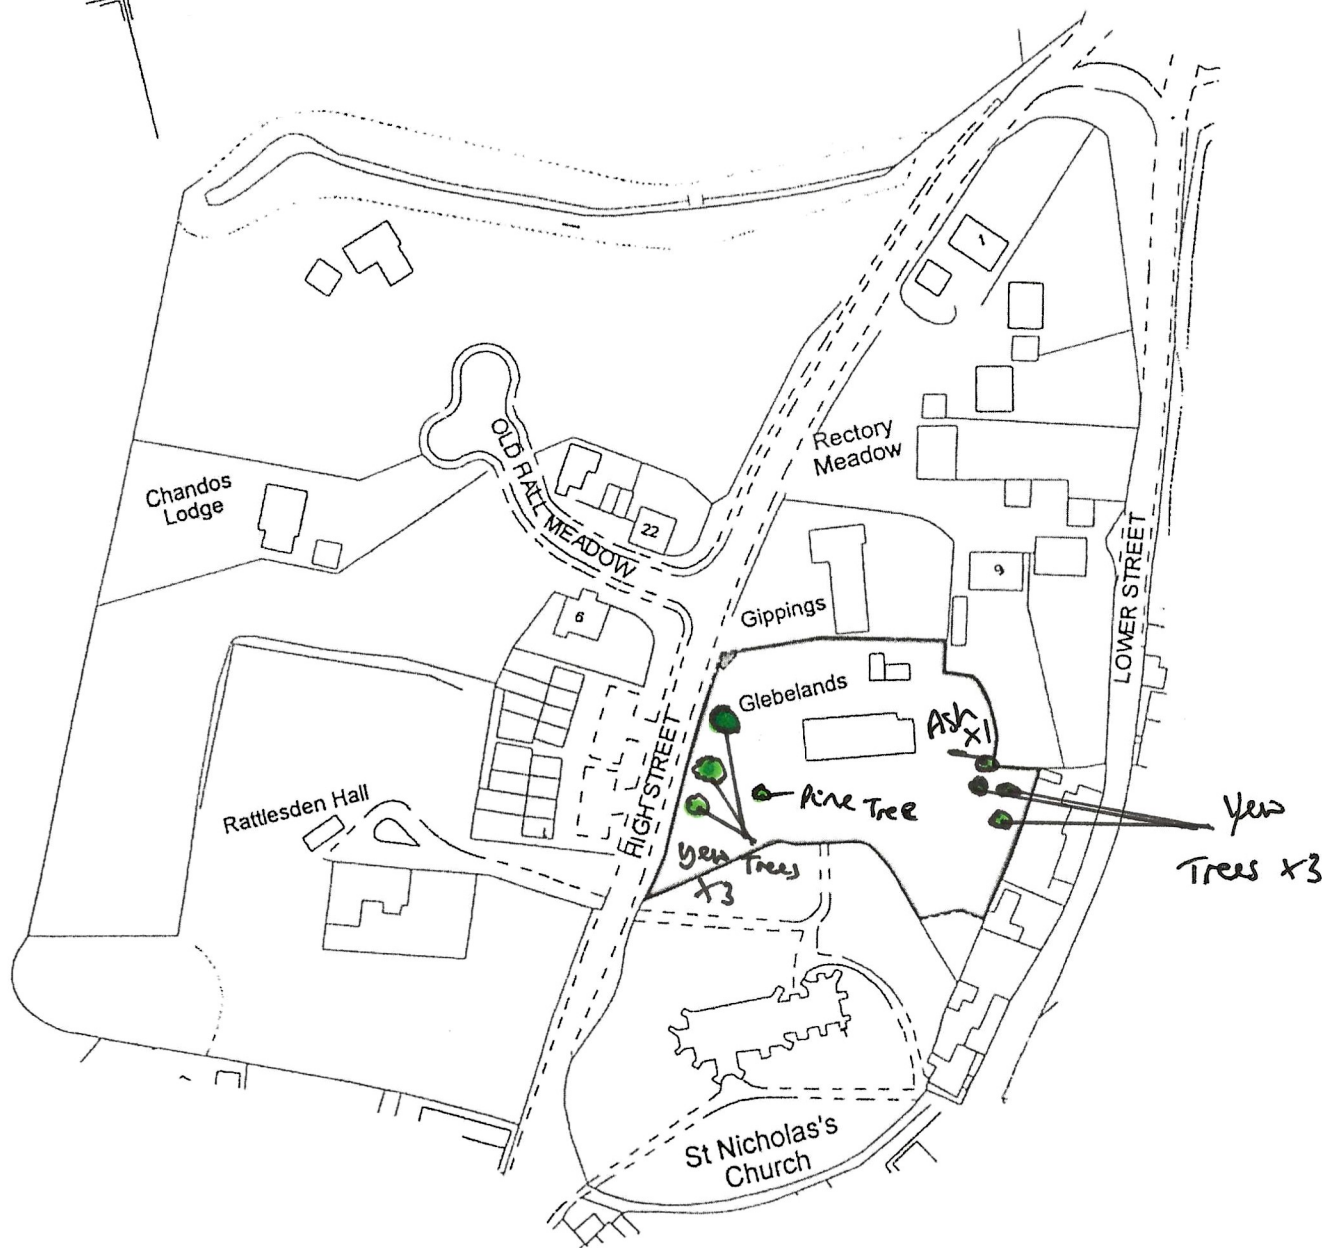 1
Rectory
Meadow
OLD HALL MEADOW
Chandos
Lodge
22
9
LOWER STREET
6
Gippings
Glebelands
Ash
x1
HIGH STREET
Pine Tree
Yew
Trees x3
Yew Trees
x3
Rattlesden Hall
St Nicholas's
Church